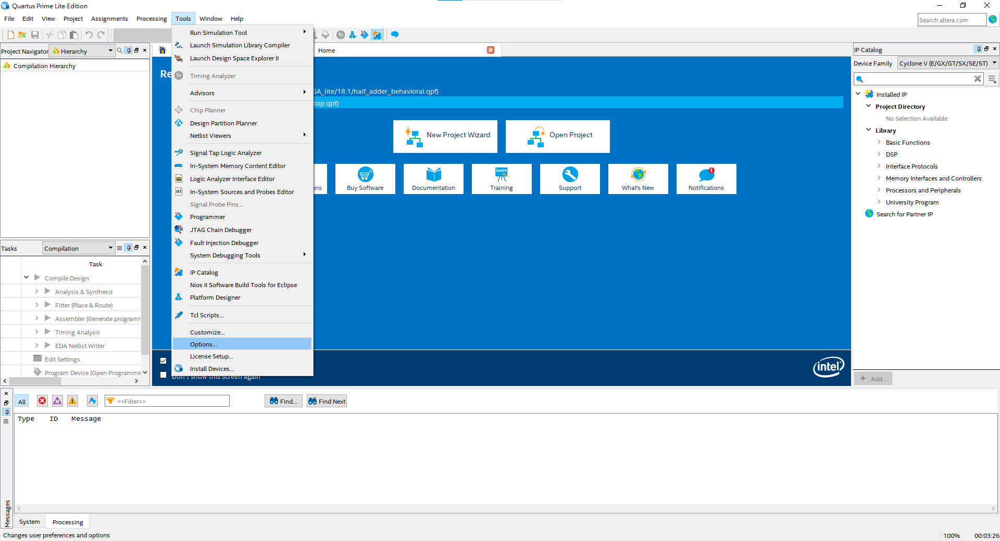 Quartus Prime Lite Edition
File Edit View Project Assignments Processing Tools Window Help
Search altera.com
Project Navigator Hierarchy
Compilation Hierarchy
Tasks Compilation
Task
Compile Design
Analysis & Synthesis
Fitter (Place & Route)
Assembler (Generate programm
Timing Analysis
EDA Netlist Writer
Edit Settings
Program Device (Open Programme
Run Simulation Tool
Launch Simulation Library Compiler
Launch Design Space Explorer II
Timing Analyzer
Advisors
Chip Planner
Design Partition Planner
Netlist Viewers
Signal Tap Logic Analyzer
In-System Memory Content Editor
Logic Analyzer Interface Editor
In-System Sources and Probes Editor
Signal Probe Pins...
Programmer
JTAG Chain Debugger
Fault Injection Debugger
System Debugging Tools
IP Catalog
Nios II Software Build Tools for Eclipse
Platform Designer
Tcl Scripts...
Customize...
Options...
License Setup...
Install Devices...
Home
Re
GA_lite/18.1/half_adder_behavioral.qpf)
top.qpf)
New Project Wizard
Open Project
ons
Buy Software
Documentation
Learn
Training
Support
What's New
1
Notifications
Don't show this screen again
intel
IP Catalog
Device Family Cyclone V (E/GX/GT/SX/SE/ST)
Installed IP
Project Directory
No Selection Available
Library
Basic Functions
DSP
Interface Protocols
Memory Interfaces and Controllers
Processors and Peripherals
University Program
Search for Partner IP
+ Add...
All
<<Filter>>
Find...
Find Next
Type ID Message
Messages
System Processing
Changes user preferences and options
100% 00:03:26